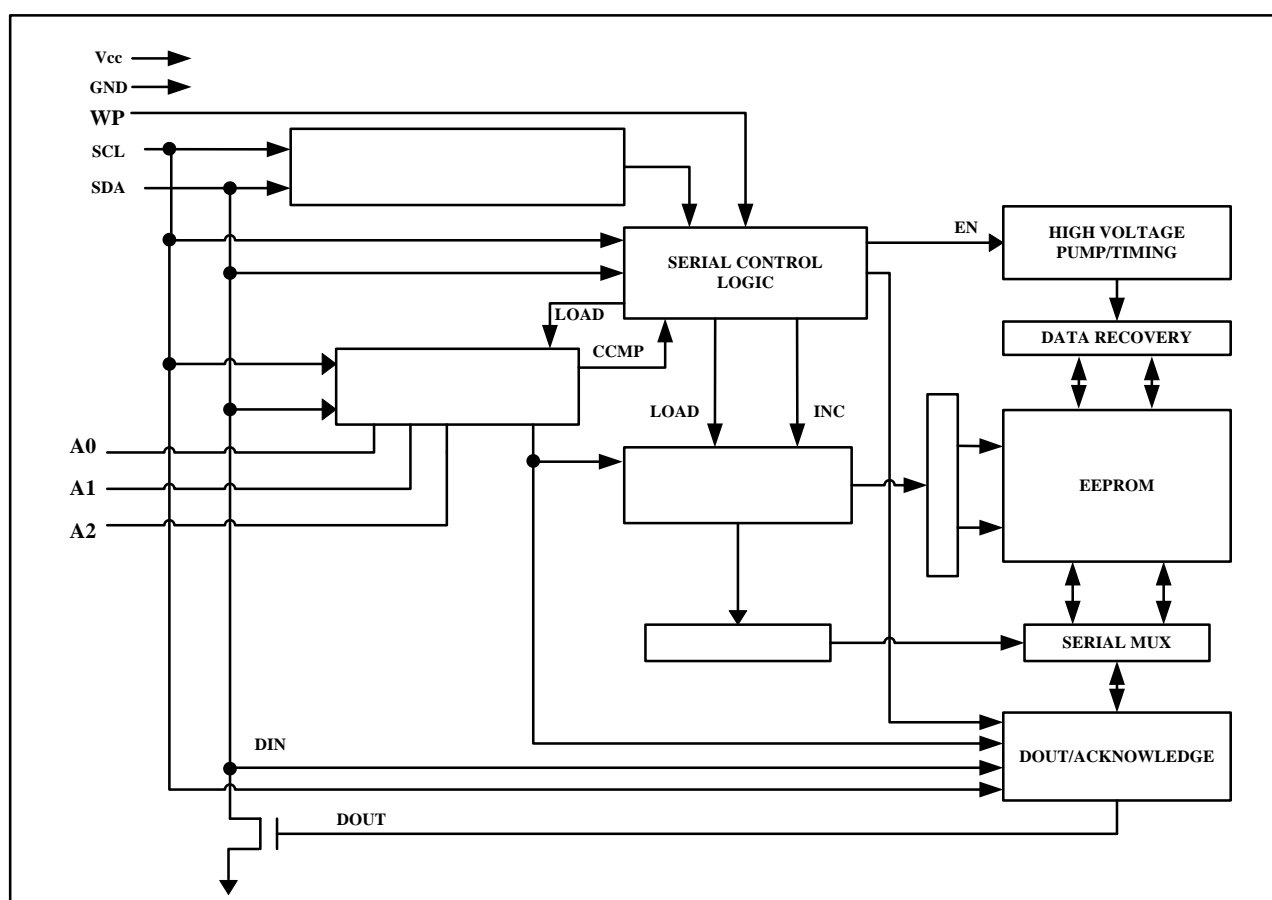 Vcc
GND
WP
SCL
SDA
EN
HIGH VOLTAGE
PUMP/TIMING
SERIAL CONTROL
LOGIC
LOAD
CCMP
DATA RECOVERY
LOAD
INC
A0
A1
A2
EEPROM
SERIAL MUX
DIN
DOUT/ACKNOWLEDGE
DOUT